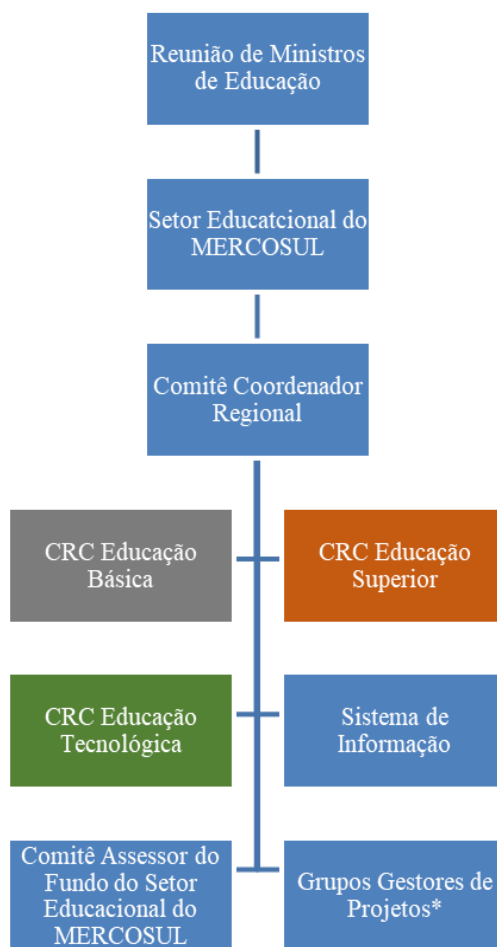 Reunião de Ministros
de Educação
Setor Educatcional do
MERCOSUL
Comitê Coordenador
Regional
CRC Educação
Básica
CRC Educação
Superior
CRC Educação
Tecnológica
Sistema de
Informação
Comitê Assessor do
Fundo do Setor
Educacional do
MERCOSUL
Grupos Gestores de
Projetos*